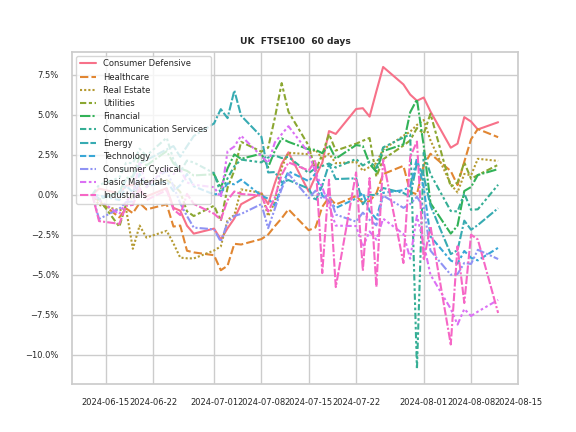 UK FTSE100 60 days
7.5%
5.0%
2.5%
0.0%
−2.5%
−5.0%
−7.5%
−10.0%
Consumer Defensive
Healthcare
Real Estate
Utilities
Financial
Communication Services
Energy
Technology
Consumer Cyclical
Basic Materials
Industrials
2024-06-15 2024-06-22 2024-07-01 2024-07-08 2024-07-15 2024-07-22 2024-08-01 2024-08-08 2024-08-15